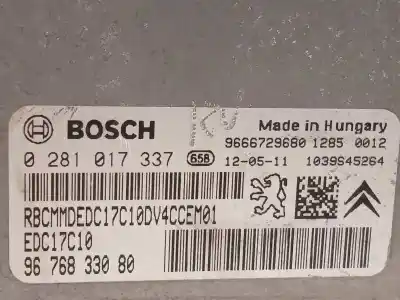 BOSCH
Made in Hungary
9666729680 1285 0012
0 281 017 337 658 12-05-11 1039S45264
RBCMMDEDC17C10DV4CCEM01
EDC17C10
96 768 330 80